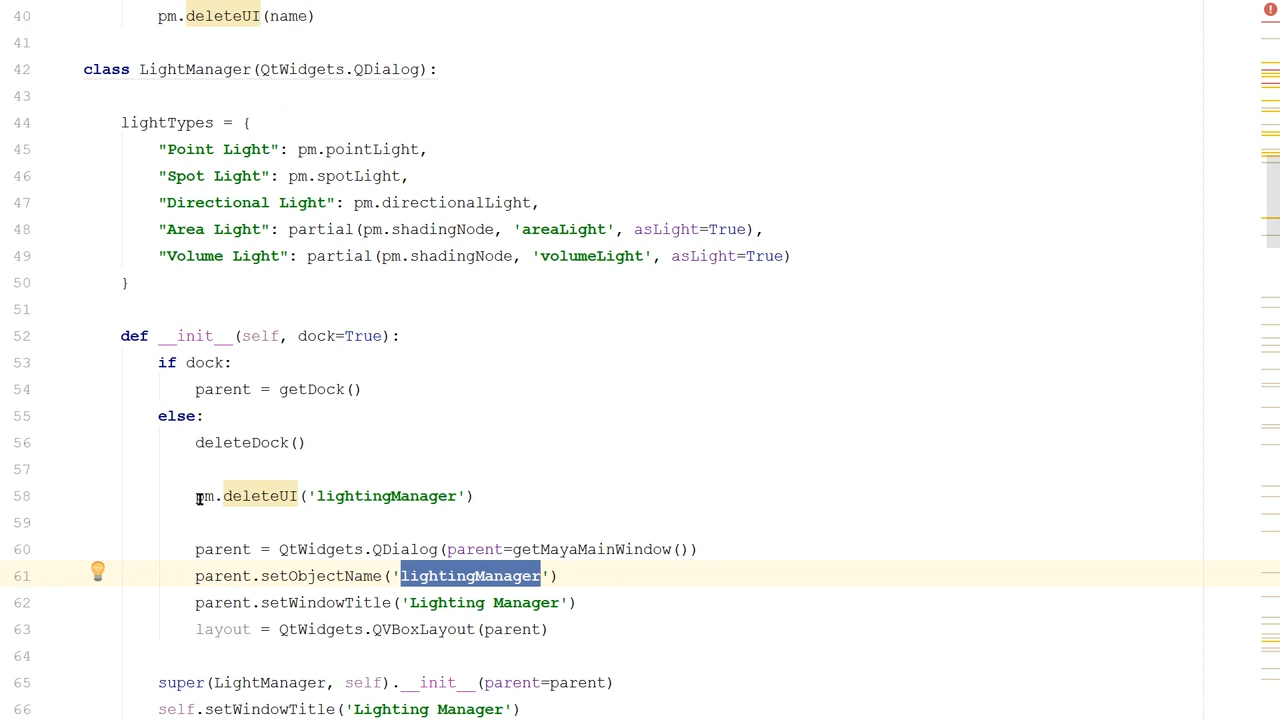 40 pm.deleteUI(name)
41
42 class LightManager(QtWidgets.QDialog):
43
44 lightTypes = {
45 "Point Light": pm.pointLight,
46 "Spot Light": pm.spotLight,
47 "Directional Light": pm.directionalLight,
48 "Area Light": partial(pm.shadingNode, 'areaLight', asLight=True),
49 "Volume Light": partial(pm.shadingNode, 'volumeLight', asLight=True)
50 }
51
52 def __init__(self, dock=True):
53 if dock:
54 parent = getDock()
55 else:
56 deleteDock()
57
58 pm.deleteUI('lightingManager')
59
60 parent = QtWidgets.QDialog(parent=getMayaMainWindow())
61 parent.setObjectName('lightingManager')
62 parent.setWindowTitle('Lighting Manager')
63 layout = QtWidgets.QVBoxLayout(parent)
64
65 super(LightManager, self).__init__(parent=parent)
66 self.setWindowTitle('Lighting Manager')